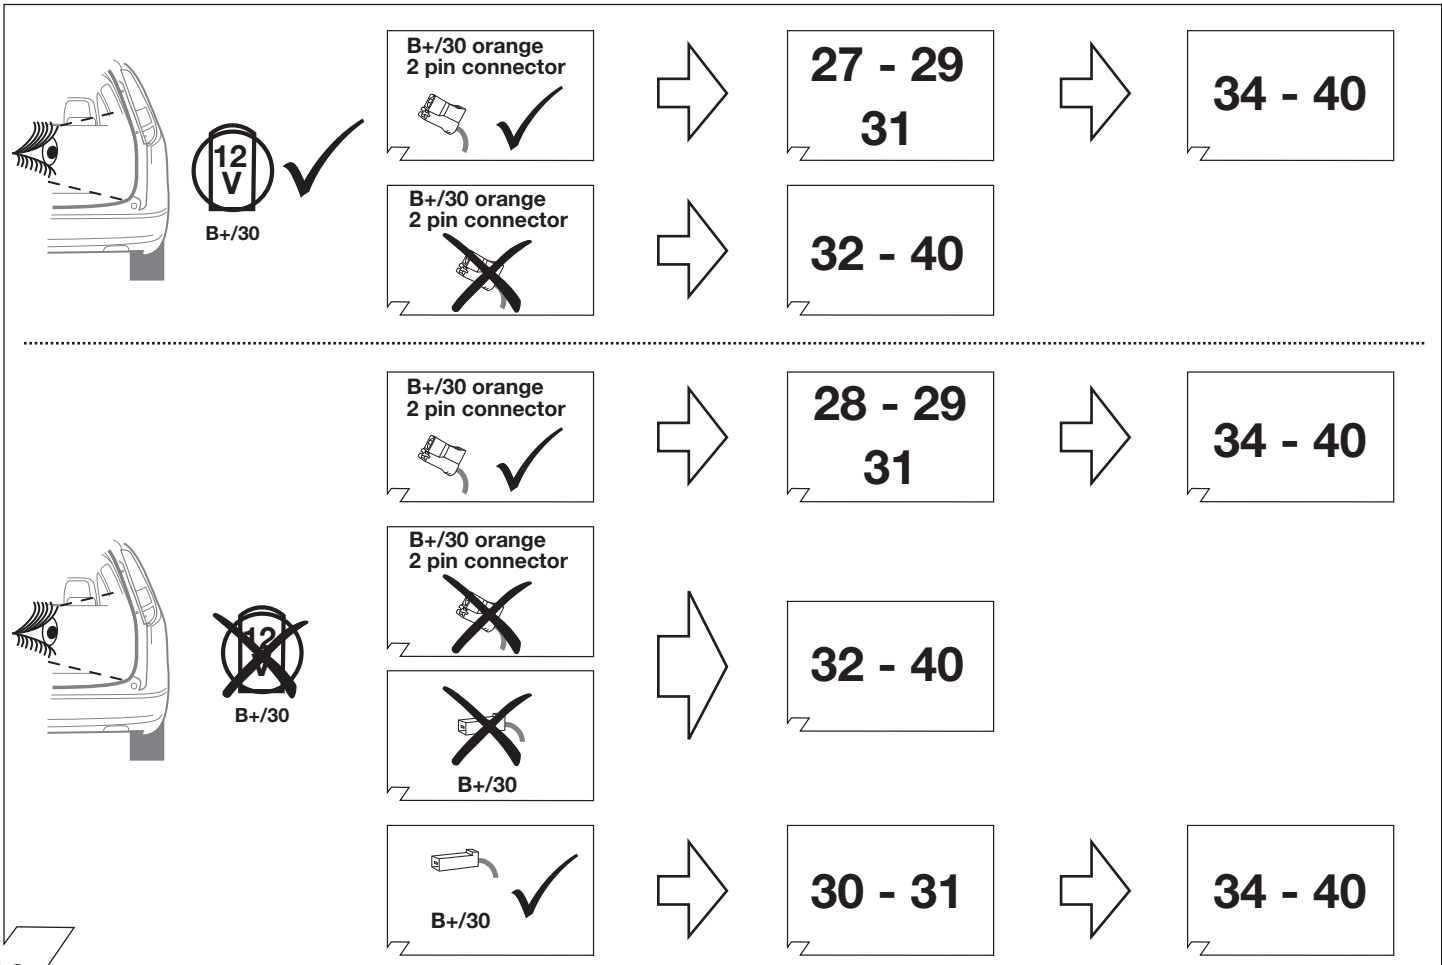 B+/30 orange
2 pin connector
27 - 29
31
34 - 40
12
V
B+/30
B+/30 orange
2 pin connector
32 - 40
B+/30 orange
2 pin connector
28 - 29
31
34 - 40
B+/30 orange
2 pin connector
12
V
B+/30
32 - 40
B+/30
B+/30
30 - 31
34 - 40